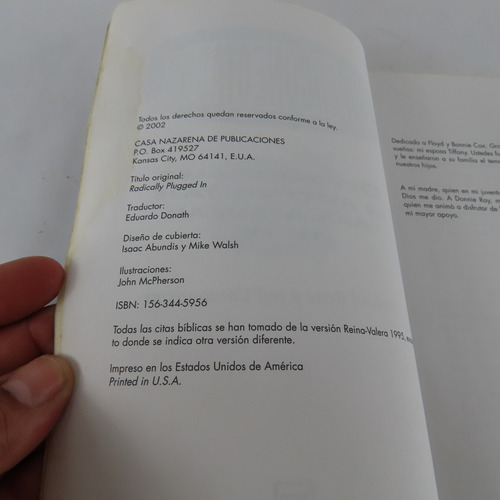 Todos los derechos quedan reservados conforme a la ley.
© 2002
CASA NAZARENA DE PUBLICACIONES
P.O. Box 419527
Kansas City, MO 64141, E.U.A.
Título original:
Radically Plugged In
Traductor:
Eduardo Donath
Diseño de cubierta:
Isaac Abundis y Mike Walsh
Ilustraciones:
John McPherson
ISBN: 156-344-5956
Todas las citas bíblicas se han tomado de la versión Reina-Valera 1995,
to donde se indica otra versión diferente.
Impreso en los Estados Unidos de América
Printed in U.S.A.
Dedicado a Floyd y Bonnie Cox.
sueños: mi esposa Tiffany. Ustedes
y le enseñaron a su familia el
nuestros hijos.
A mi madre, quien en mi
Dios me dio. A Donnie Ray,
quien me animó a disfrutar de
mi mayor apoyo.